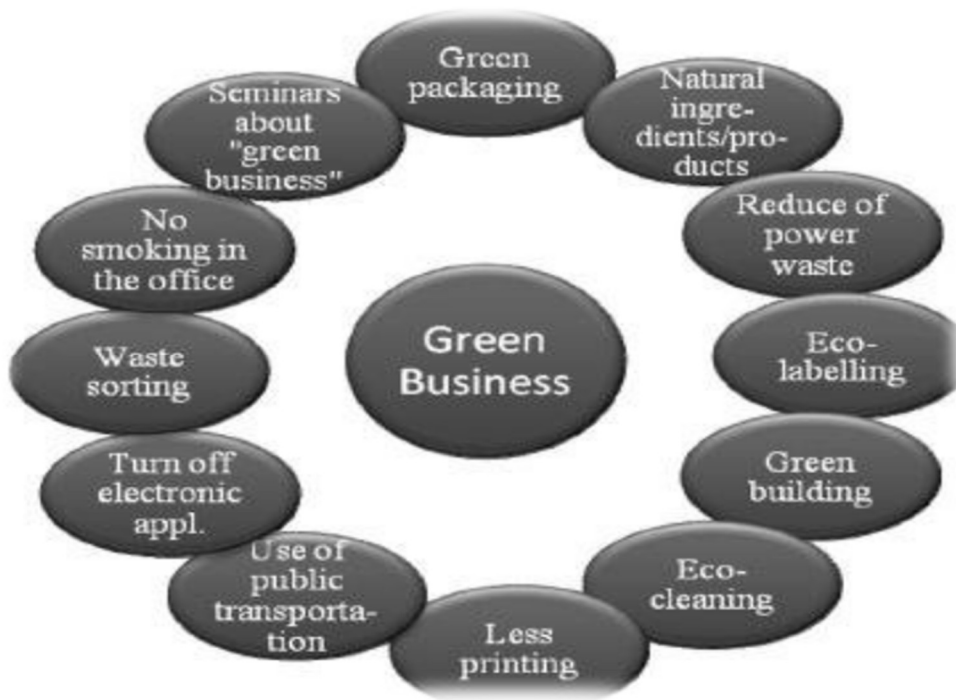 Green
packaging
Natural
ingre-
dients/pro-
ducts
Reduce of
power
waste
Eco-
labelling
Green
building
Eco-
cleaning
Less
printing
Use of
public
transporta-
tion
Turn off
electronic
appl.
Waste
sorting
No
smoking in
the office
Seminars
about
"green
business"
Green
Business